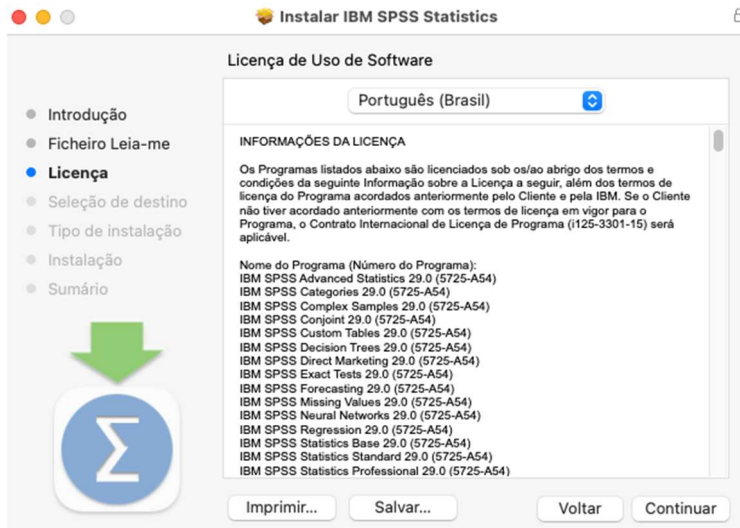 Instalar IBM SPSS Statistics
Licença de Uso de Software
Introdução
Ficheiro Leia-me
Licença
Seleção de destino
Tipo de instalação
Instalação
Sumário
Português (Brasil)
INFORMAÇÕES DA LICENÇA
Os Programas listados abaixo são licenciados sob os/ao abrigo dos termos e
condições da seguinte Informação sobre a Licença a seguir, além dos termos de
licença do Programa acordados anteriormente pelo Cliente e pela IBM. Se o Cliente
não tiver acordado anteriormente com os termos de licença em vigor para o
Programa, o Contrato Internacional de Licença de Programa (i125-3301-15) será
aplicável.
Nome do Programa (Número do Programa):
IBM SPSS Advanced Statistics 29.0 (5725-A54)
IBM SPSS Categories 29.0 (5725-A54)
IBM SPSS Complex Samples 29.0 (5725-A54)
IBM SPSS Conjoint 29.0 (5725-A54)
IBM SPSS Custom Tables 29.0 (5725-A54)
IBM SPSS Decision Trees 29.0 (5725-A54)
IBM SPSS Direct Marketing 29.0 (5725-A54)
IBM SPSS Exact Tests 29.0 (5725-A54)
IBM SPSS Forecasting 29.0 (5725-A54)
IBM SPSS Missing Values 29.0 (5725-A54)
IBM SPSS Neural Networks 29.0 (5725-A54)
IBM SPSS Regression 29.0 (5725-A54)
IBM SPSS Statistics Base 29.0 (5725-A54)
IBM SPSS Statistics Standard 29.0 (5725-A54)
IBM SPSS Statistics Professional 29.0 (5725-A54)
Σ
Imprimir...
Salvar...
Voltar
Continuar